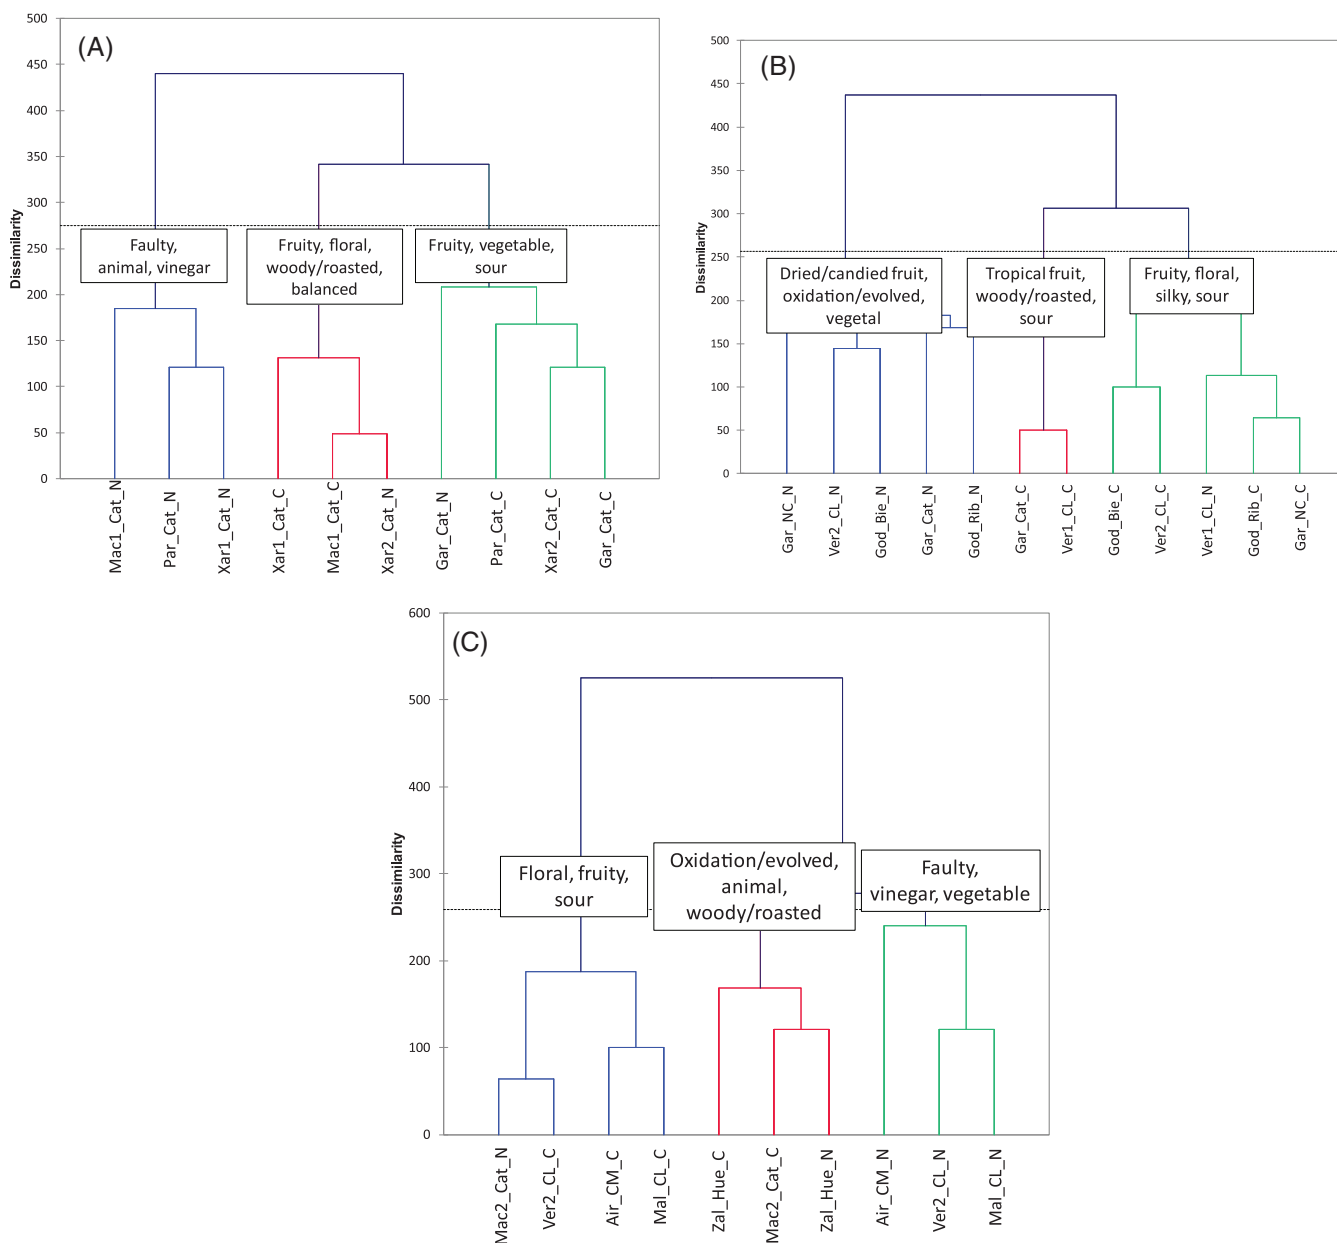 (A)
500
450
400
350
300
250
200
150
100
50
0
Dissimilarity
Faulty,
animal, vinegar
Fruity, floral,
woody/roasted,
balanced
Fruity, vegetable,
sour
Mac1_Cat_N
Par_Cat_N
Xar1_Cat_N
Xar1_Cat_C
Mac1_Cat_C
Xar2_Cat_N
Gar_Cat_N
Par_Cat_C
Xar2_Cat_C
Gar_Cat_C
(B)
500
450
400
350
300
250
200
150
100
50
0
Dissimilarity
Dried/candied fruit,
oxidation/evolved,
vegetal
Tropical fruit,
woody/roasted,
sour
Fruity, floral,
silky, sour
Gar_NC_N
Ver2_CL_N
God_Bie_N
Gar_Cat_N
God_Rib_N
Gar_Cat_C
Ver1_CL_C
God_Bie_C
Ver2_CL_C
Ver1_CL_N
God_Rib_C
Gar_NC_C
(C)
600
500
400
300
200
100
0
Dissimilarity
Floral, fruity,
sour
Oxidation/evolved,
animal,
woody/roasted
Faulty,
vinegar, vegetable
Mac2_Cat_N
Ver2_CL_C
Air_CM_C
Mal_CL_C
Zal_Hue_C
Mac2_Cat_C
Zal_Hue_N
Air_CM_N
Ver2_CL_N
Mal_CL_N